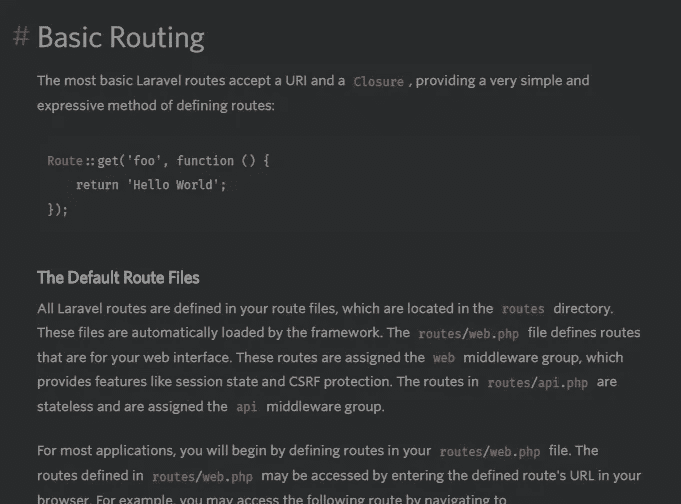 # Basic Routing
The most basic Laravel routes accept a URI and a Closure , providing a very simple and
expressive method of defining routes:
Route::get('foo', function () {
    return 'Hello World';
});
The Default Route Files
All Laravel routes are defined in your route files, which are located in the routes directory.
These files are automatically loaded by the framework. The routes/web.php file defines routes
that are for your web interface. These routes are assigned the web middleware group, which
provides features like session state and CSRF protection. The routes in routes/api.php are
stateless and are assigned the api middleware group.
For most applications, you will begin by defining routes in your routes/web.php file. The
routes defined in routes/web.php may be accessed by entering the defined route's URL in your
browser. For example, you may access the following route by navigating to